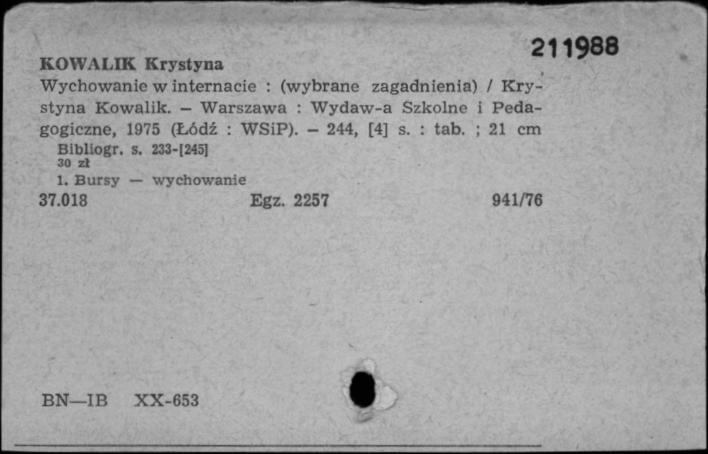 211988
KOWALIK Krystyna
Wychowanie w internacie : (wybrane zagadnienia) / Kry-
styna Kowalik. — Warszawa : Wydaw-a Szkolne i Peda-
gogiczne, 1975 (Łódź : WSiP). — 244, [4] s. : tab. ; 21 cm
Bibliogr. s. 233-[245]
30 zł
1. Bursy — wychowanie
37.018 Egz. 2257 941/76
BN—IB XX-653